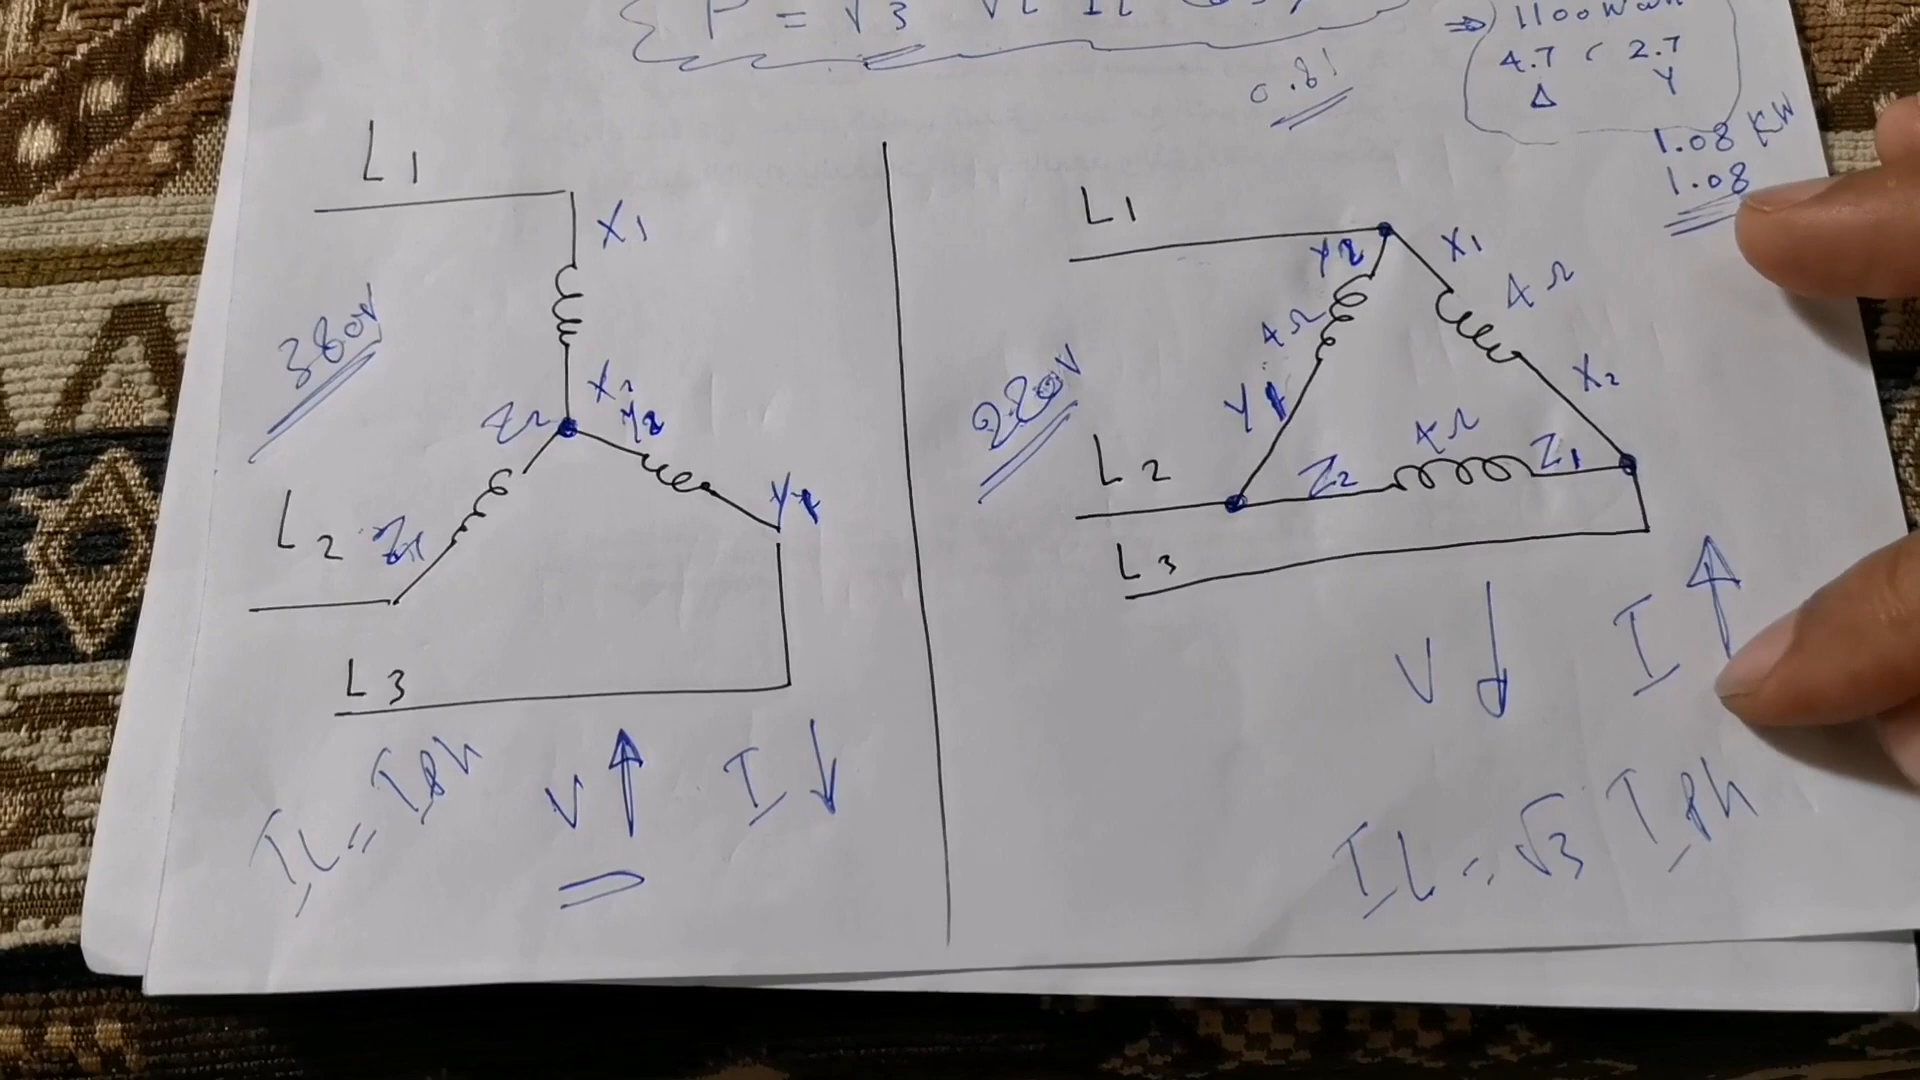 P = √3 VL IL
0.81
⇒ 1100 Watt
4.7 ( 2.7
Δ Y
1.08 KW
1.08
L1
X1
380V
X2
Z2
Y2
L2
Z1
Y1
L3
IL = Iph
V ↑ I ↓
L1
Y2
X1
4Ω
4Ω
220V
X2
Y1
4Ω
L2
Z2
Z1
L3
V ↓ I ↑
IL = √3 Iph